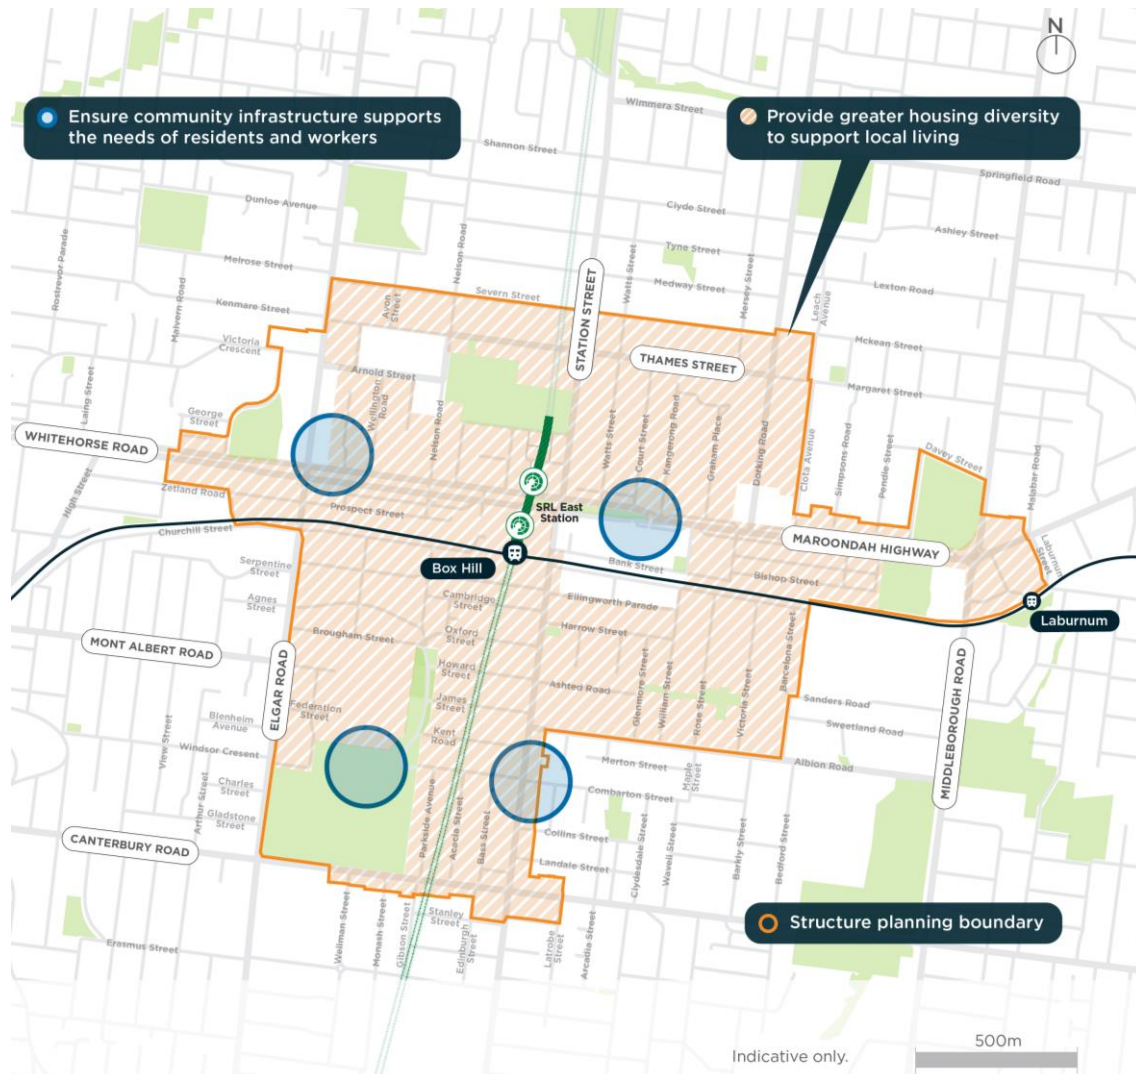 N
Ensure community infrastructure supports
the needs of residents and workers
Provide greater housing diversity
to support local living
Wimmera Street
Shannon Street
Springfield Road
Dunloe Avenue
Clyde Street
Ashley Street
Rostrevor Parade
Nelson Road
Tyne Street
Watts Street
Melrose Street
Medway Street
Mersey Street
Lexton Road
Severn Street
STATION STREET
Malvern Road
Kenmare Street
Avon
Street
Leach
Avenue
Victoria
Crescent
McKean Street
THAMES STREET
Laing Street
Arnold Street
Wellington
Road
Margaret Street
George
Street
Nelson Road
Watts Street
Court Street
Kangerong Road
Graham Place
Dorking Road
Clota Avenue
Simpsons Road
Pendle Street
Davey Street
Malabar Road
WHITEHORSE ROAD
High Street
Zetland Road
Prospect Street
SRL East
Station
Churchill Street
MAROONDAH HIGHWAY
Laburnum
Street
Box Hill
Bank Street
Bishop Street
Serpentine
Street
Cambridge
Street
Ellingworth Parade
Laburnum
Agnes
Street
Brougham Street
Oxford
Street
Harrow Street
MONT ALBERT ROAD
ELGAR ROAD
Howard
Street
Ashted Road
Barcelona Street
MIDDLEBOROUGH ROAD
Federation
Street
James
Street
Glenmore Street
William Street
Rose Street
Victoria Street
Sanders Road
Blenheim
Avenue
Kent
Road
Sweetland Road
View Street
Windsor Cresent
Merton Street
Maple
Street
Albion Road
Charles
Street
Arthur Street
Gladstone
Street
Parkside Avenue
Acacia Street
Bass Street
Combarton Street
Collins Street
CANTERBURY ROAD
Landale Street
Clydesdale Street
Wavell Street
Barkly Street
Bedford Street
Wellman Street
Monash Street
Gibson Street
Stanley
Street
Edinburgh
Street
Latrobe
Street
Arcadia Street
Structure planning boundary
Erasmus Street
Indicative only.
500m